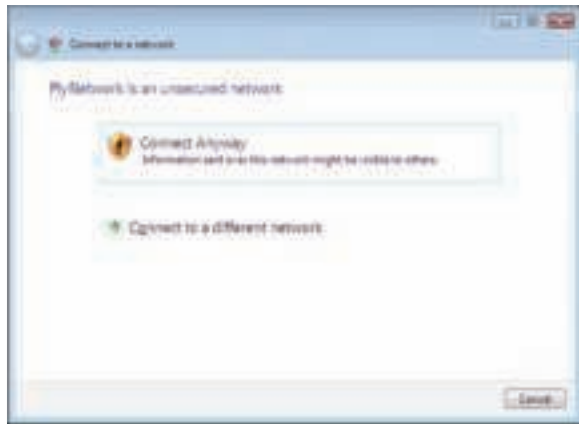 Connect to a network
MyNetwork is an unsecured network
Connect Anyway
Information sent over this network might be visible to others.
Connect to a different network
Cancel